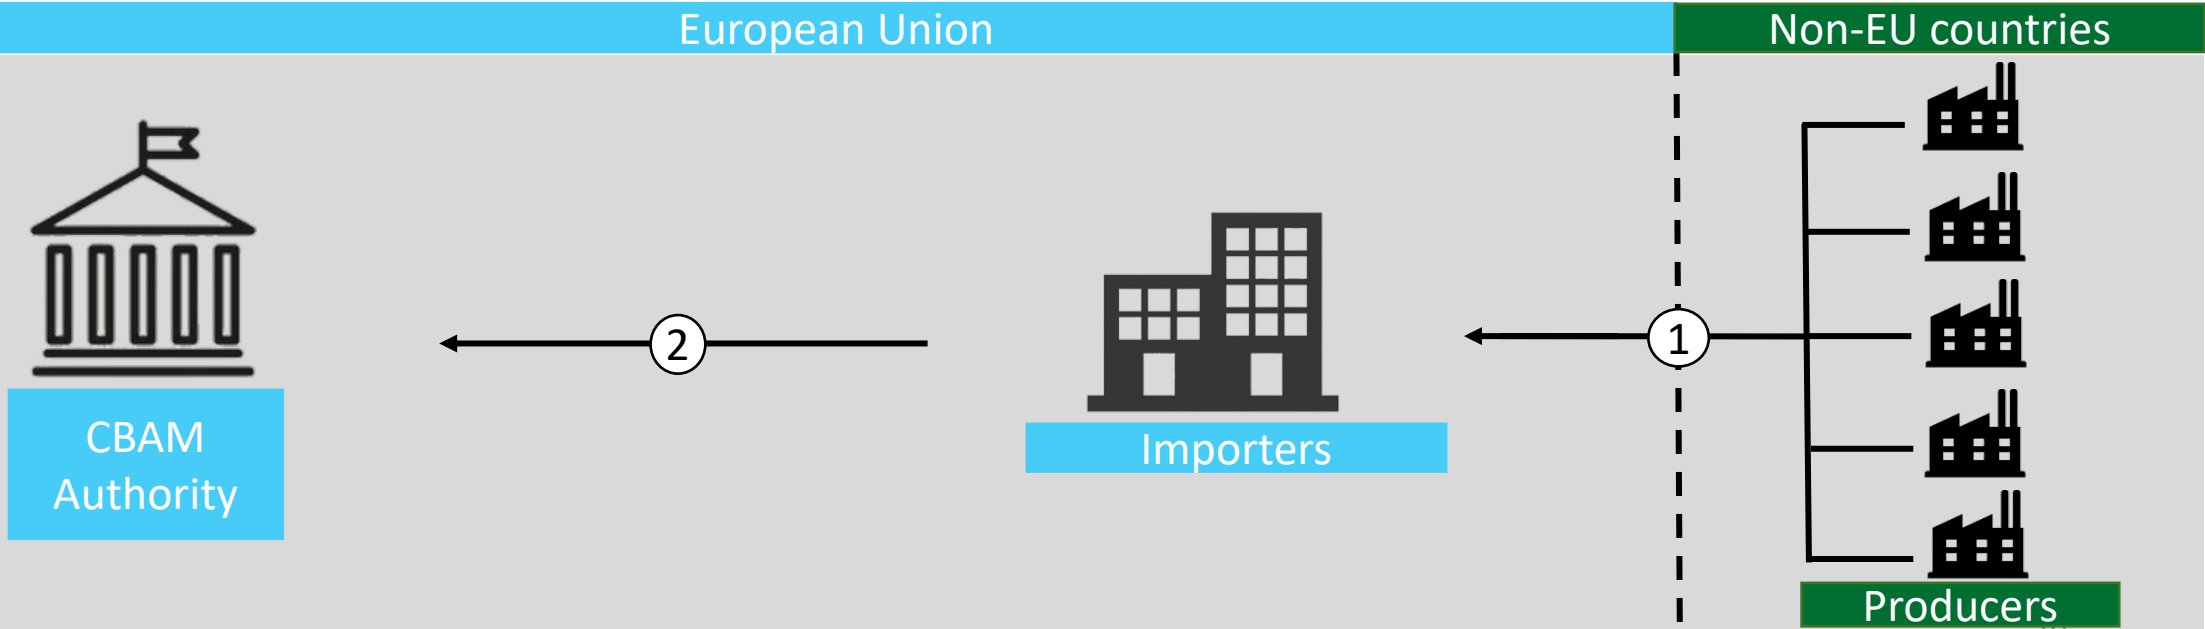 European Union
Non-EU countries
2
1
CBAM
Authority
Importers
Producers